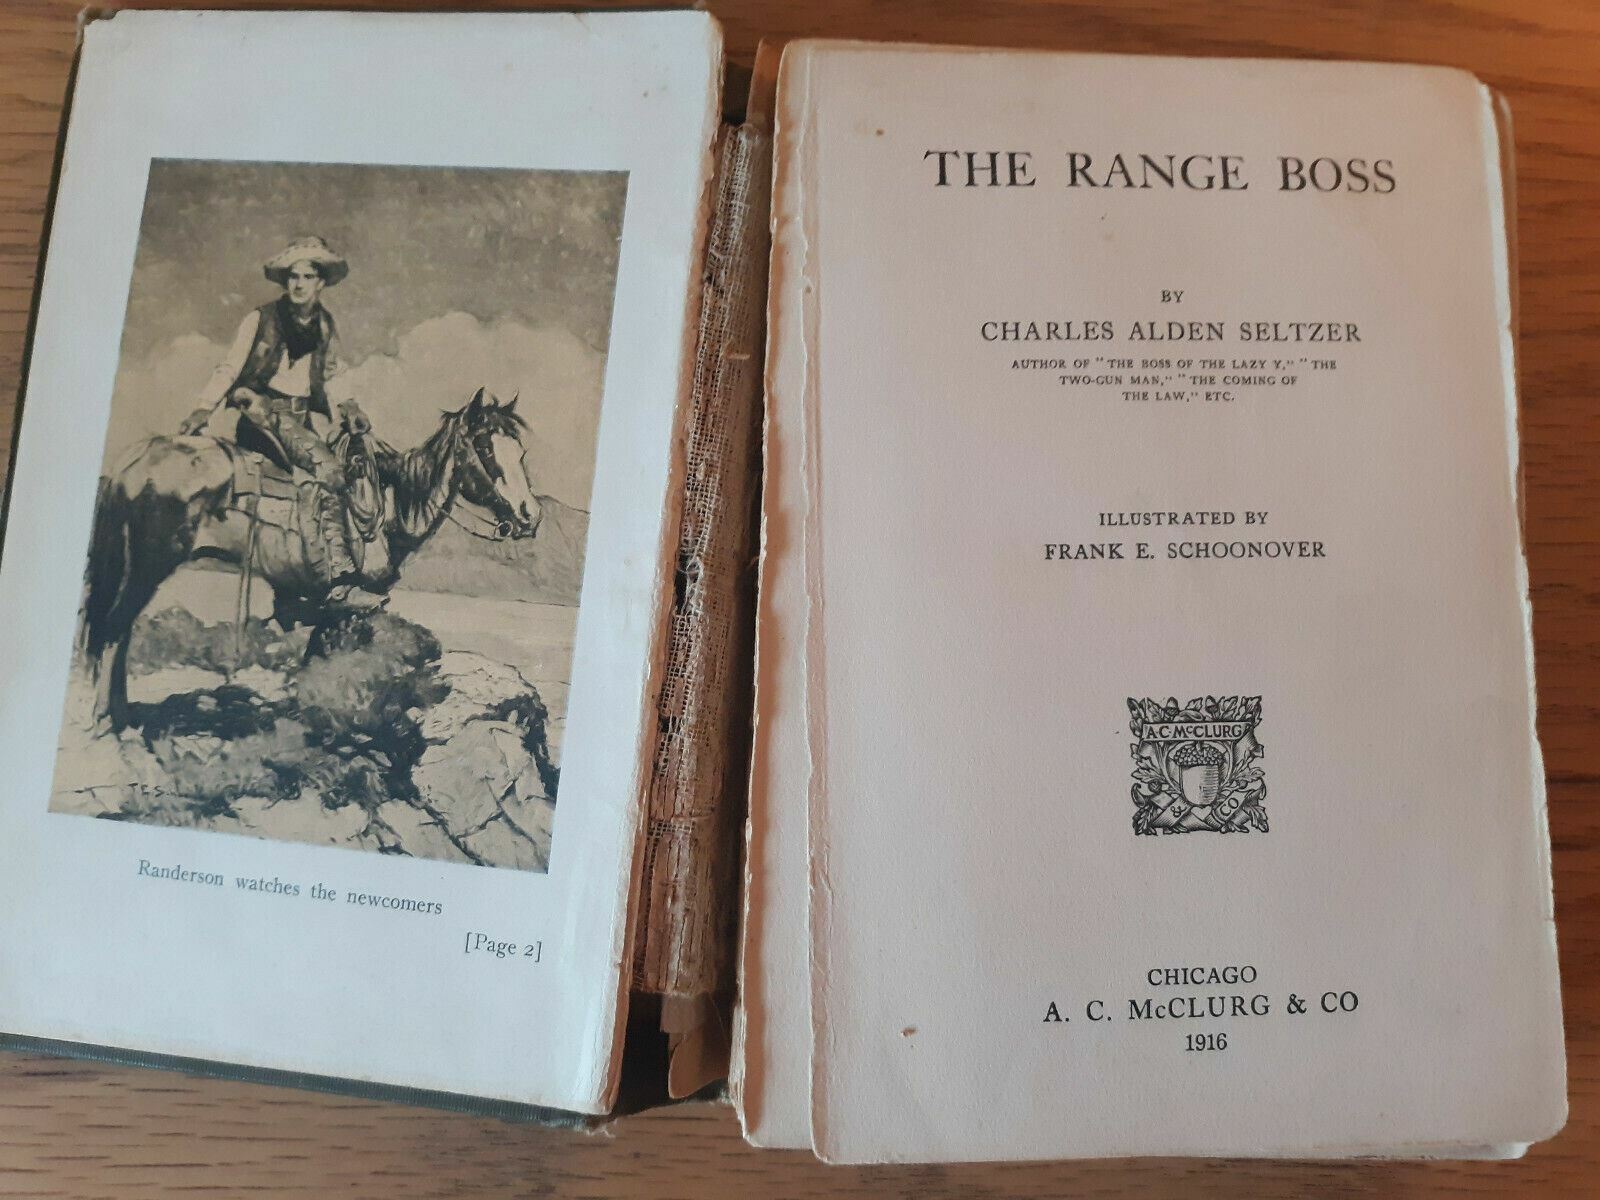 Randerson watches the newcomers
[Page 2]
THE RANGE BOSS
BY
CHARLES ALDEN SELTZER
AUTHOR OF "THE BOSS OF THE LAZY Y," "THE
TWO-GUN MAN," "THE COMING OF
THE LAW," ETC.
ILLUSTRATED BY
FRANK E. SCHOONOVER
A·C·McCLURG
& CO
CHICAGO
A. C. McCLURG & CO
1916